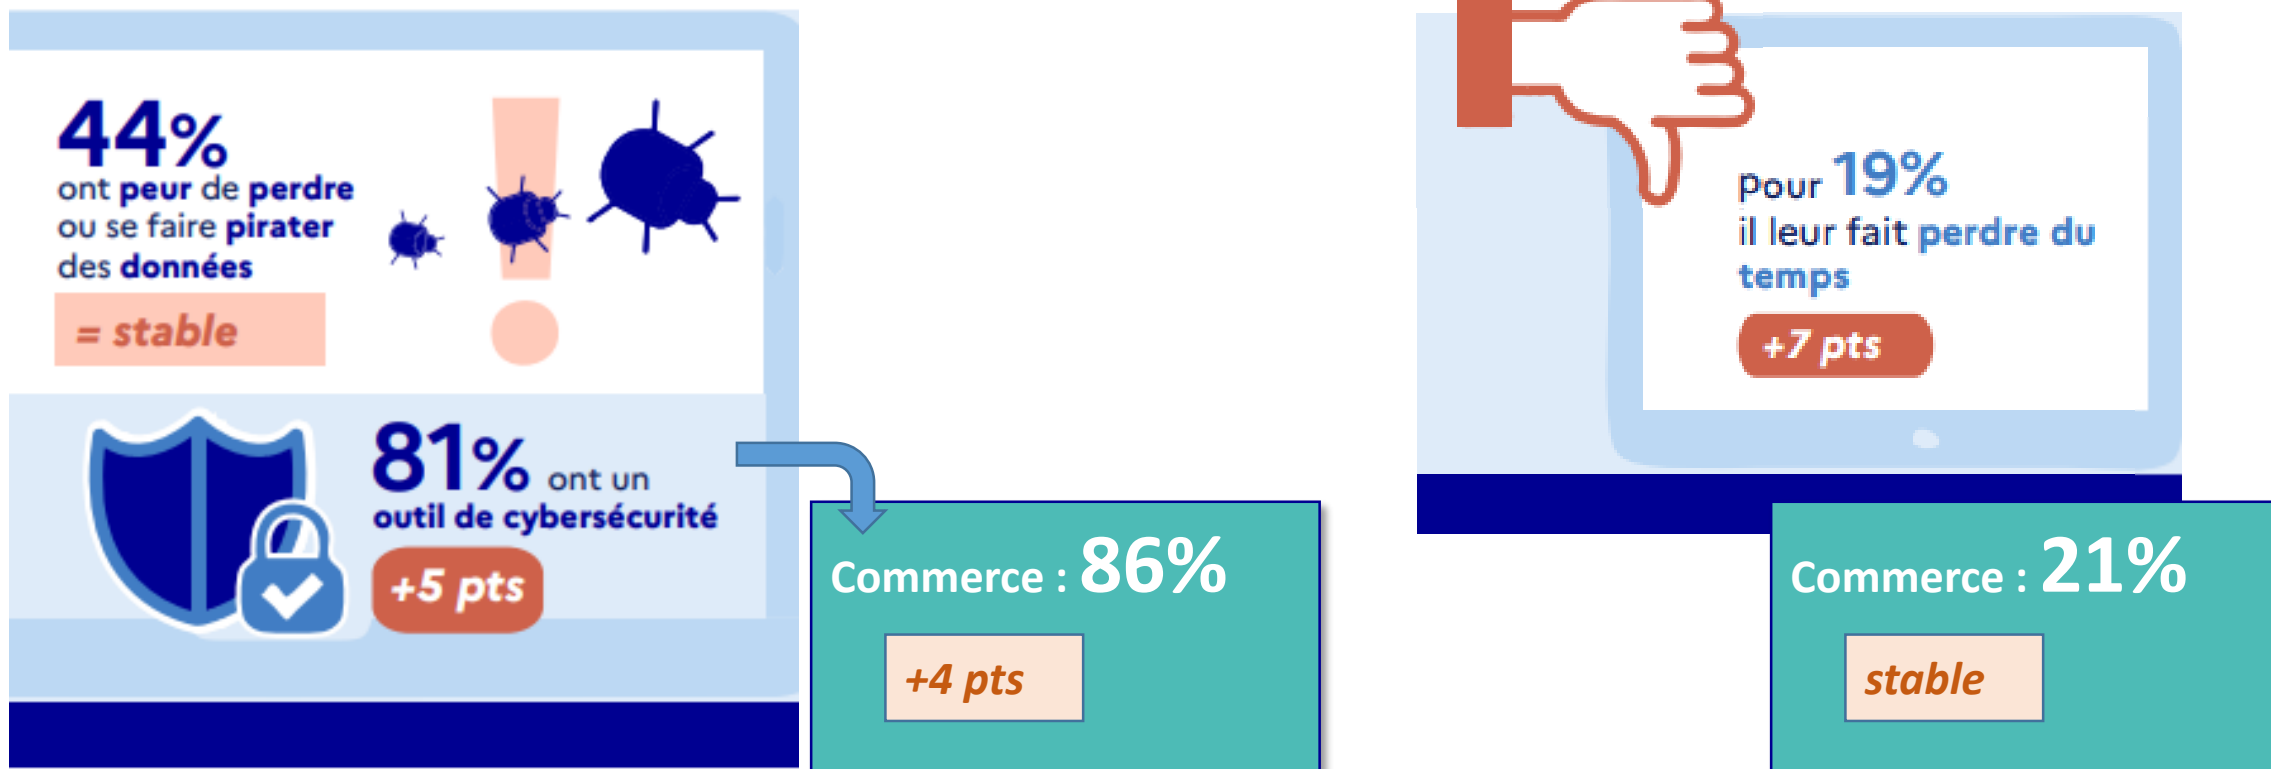 44%
ont peur de perdre
ou se faire pirater
des données
= stable
81% ont un
outil de cybersécurité
+5 pts
Commerce : 86%
+4 pts
pour 19%
il leur fait perdre du
temps
+7 pts
Commerce : 21%
stable